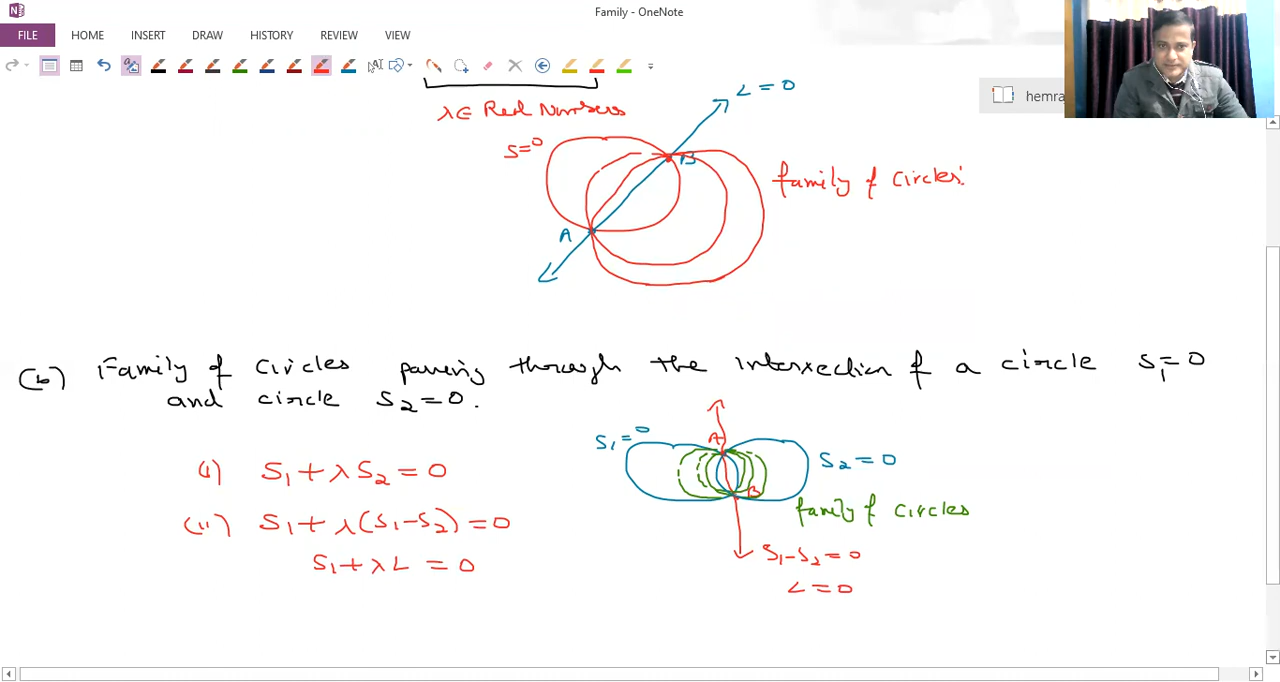 Family - OneNote
FILE HOME INSERT DRAW HISTORY REVIEW VIEW
hemra
L = 0
λ ∈ Real Numbers
S=0
B
family of circles:
A
(b) Family of circles passing through the intersection of a circle S₁=0
and circle S₂=0.
S₁=0
A
S₂ = 0
(i) S₁ + λ S₂ = 0
B
family of circles
(ii) S₁ + λ(S₁-S₂) = 0
S₁-S₂ = 0
S₁ + λ L = 0
L = 0